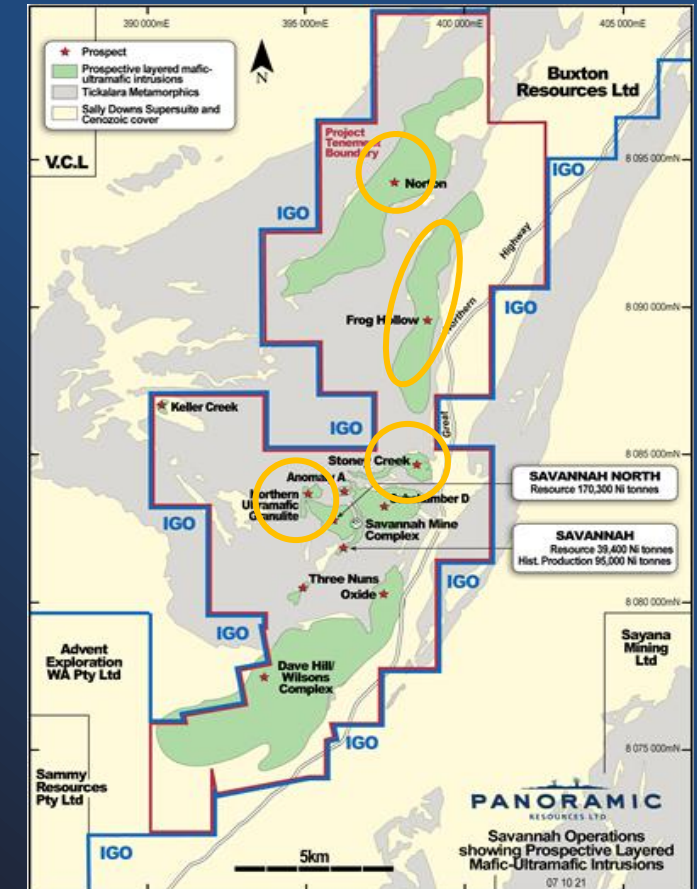 390 000mE
395 000mE
400 000mE
405 000mE
Prospect
Prospective layered mafic-
ultramafic intrusions
Tickalara Metamorphics
Sally Downs Supersuite and
Cenozoic cover
N
Buxton
Resources Ltd
Project
Tenement
Boundary
V.C.L
8 095 000mN
IGO
Norton
IGO
Highway
8 090 000mN
IGO
Frog Hollow
Northern
Keller Creek
IGO
Great
8 085 000mN
Stoney Creek
Anomaly A
SAVANNAH NORTH
Resource 170,300 Ni tonnes
Northern
Ultramafic
Granulite
mber D
IGO
Savannah Mine
Complex
SAVANNAH
Resource 39,400 Ni tonnes
Hist. Production 95,000 Ni tonnes
Three Nuns
Oxide
IGO
8 080 000mN
IGO
Advent
Exploration
WA Pty Ltd
Sayana
Mining
Ltd
Dave Hill/
Wilsons
Complex
IGO
8 075 000mN
Sammy
Resources
Pty Ltd
PANORAMIC
RESOURCES LTD
Savannah Operations
showing Prospective Layered
Mafic-Ultramafic Intrusions
07 10 21
IGO
5km